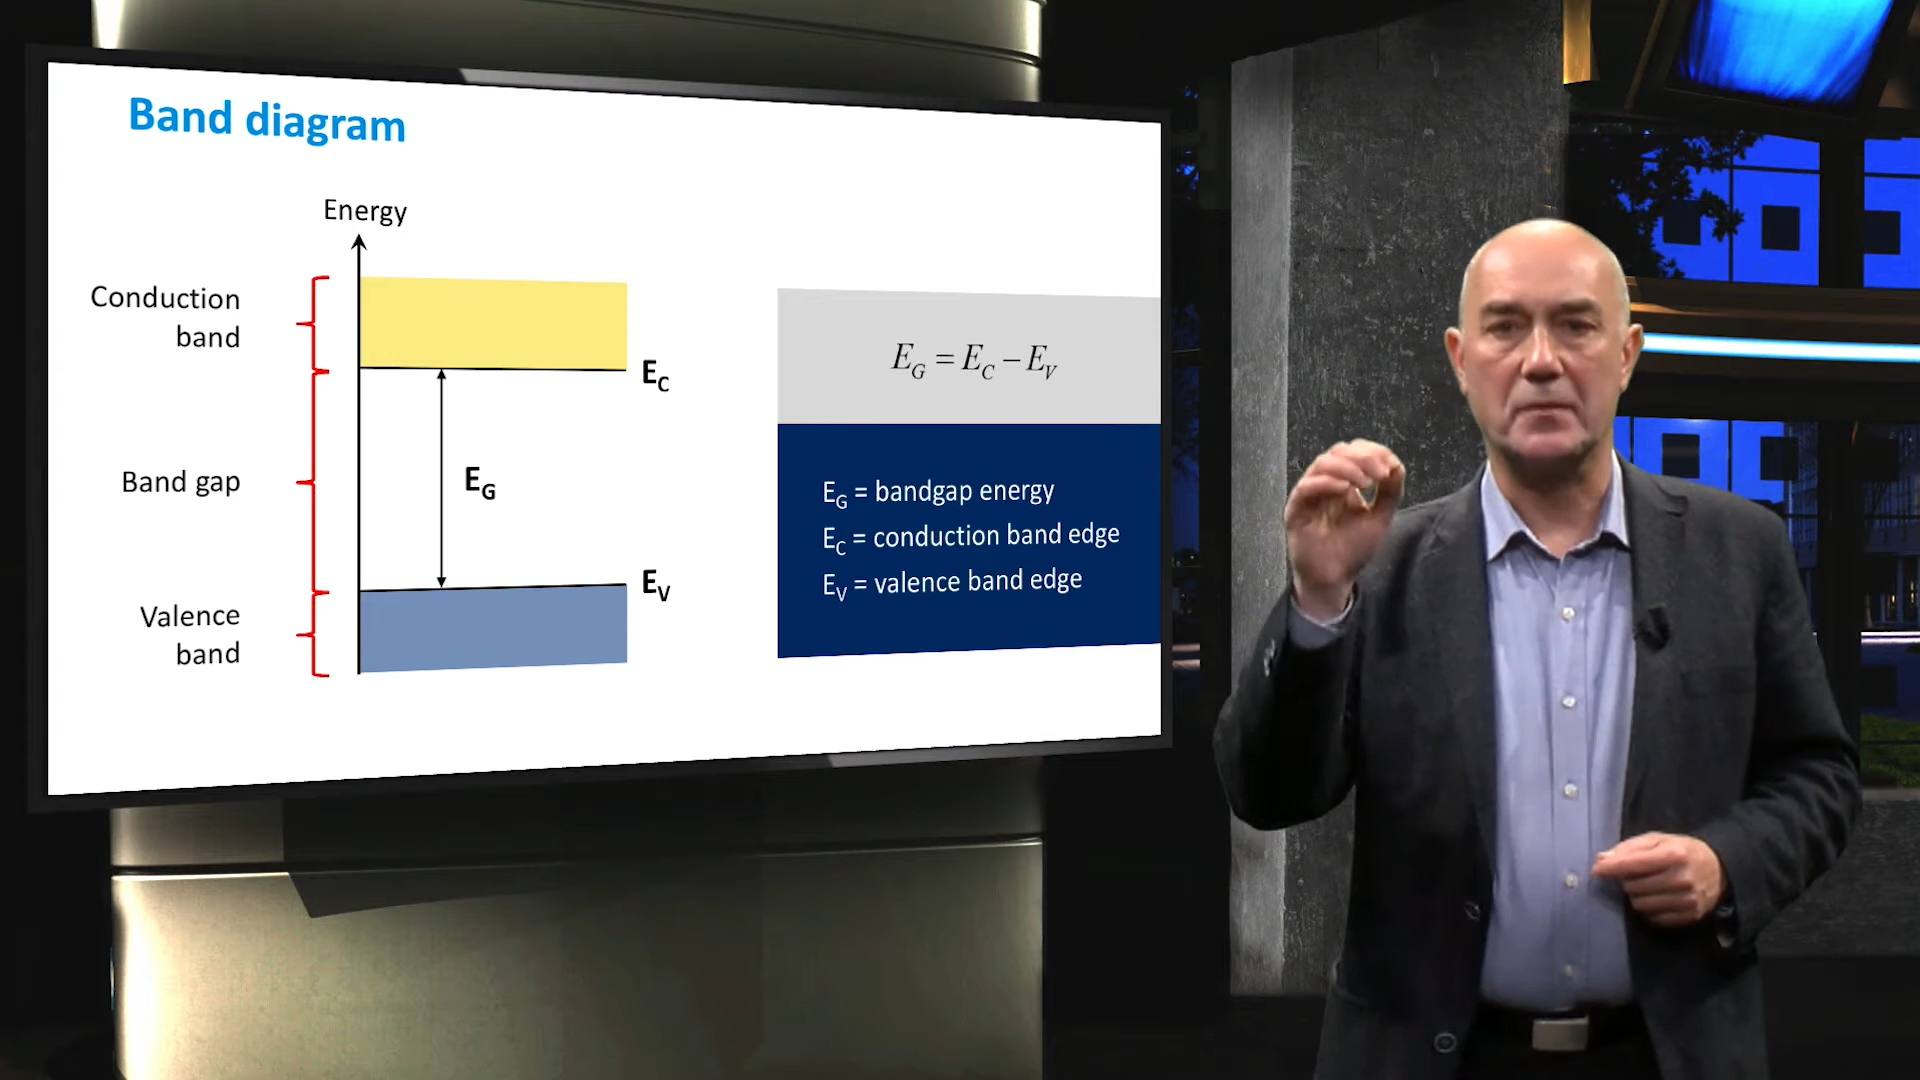 Band diagram
Energy
Conduction
band
E_C
Band gap
E_G
Valence
band
E_V
E_G = E_C − E_V
E_G = bandgap energy
E_C = conduction band edge
E_V = valence band edge